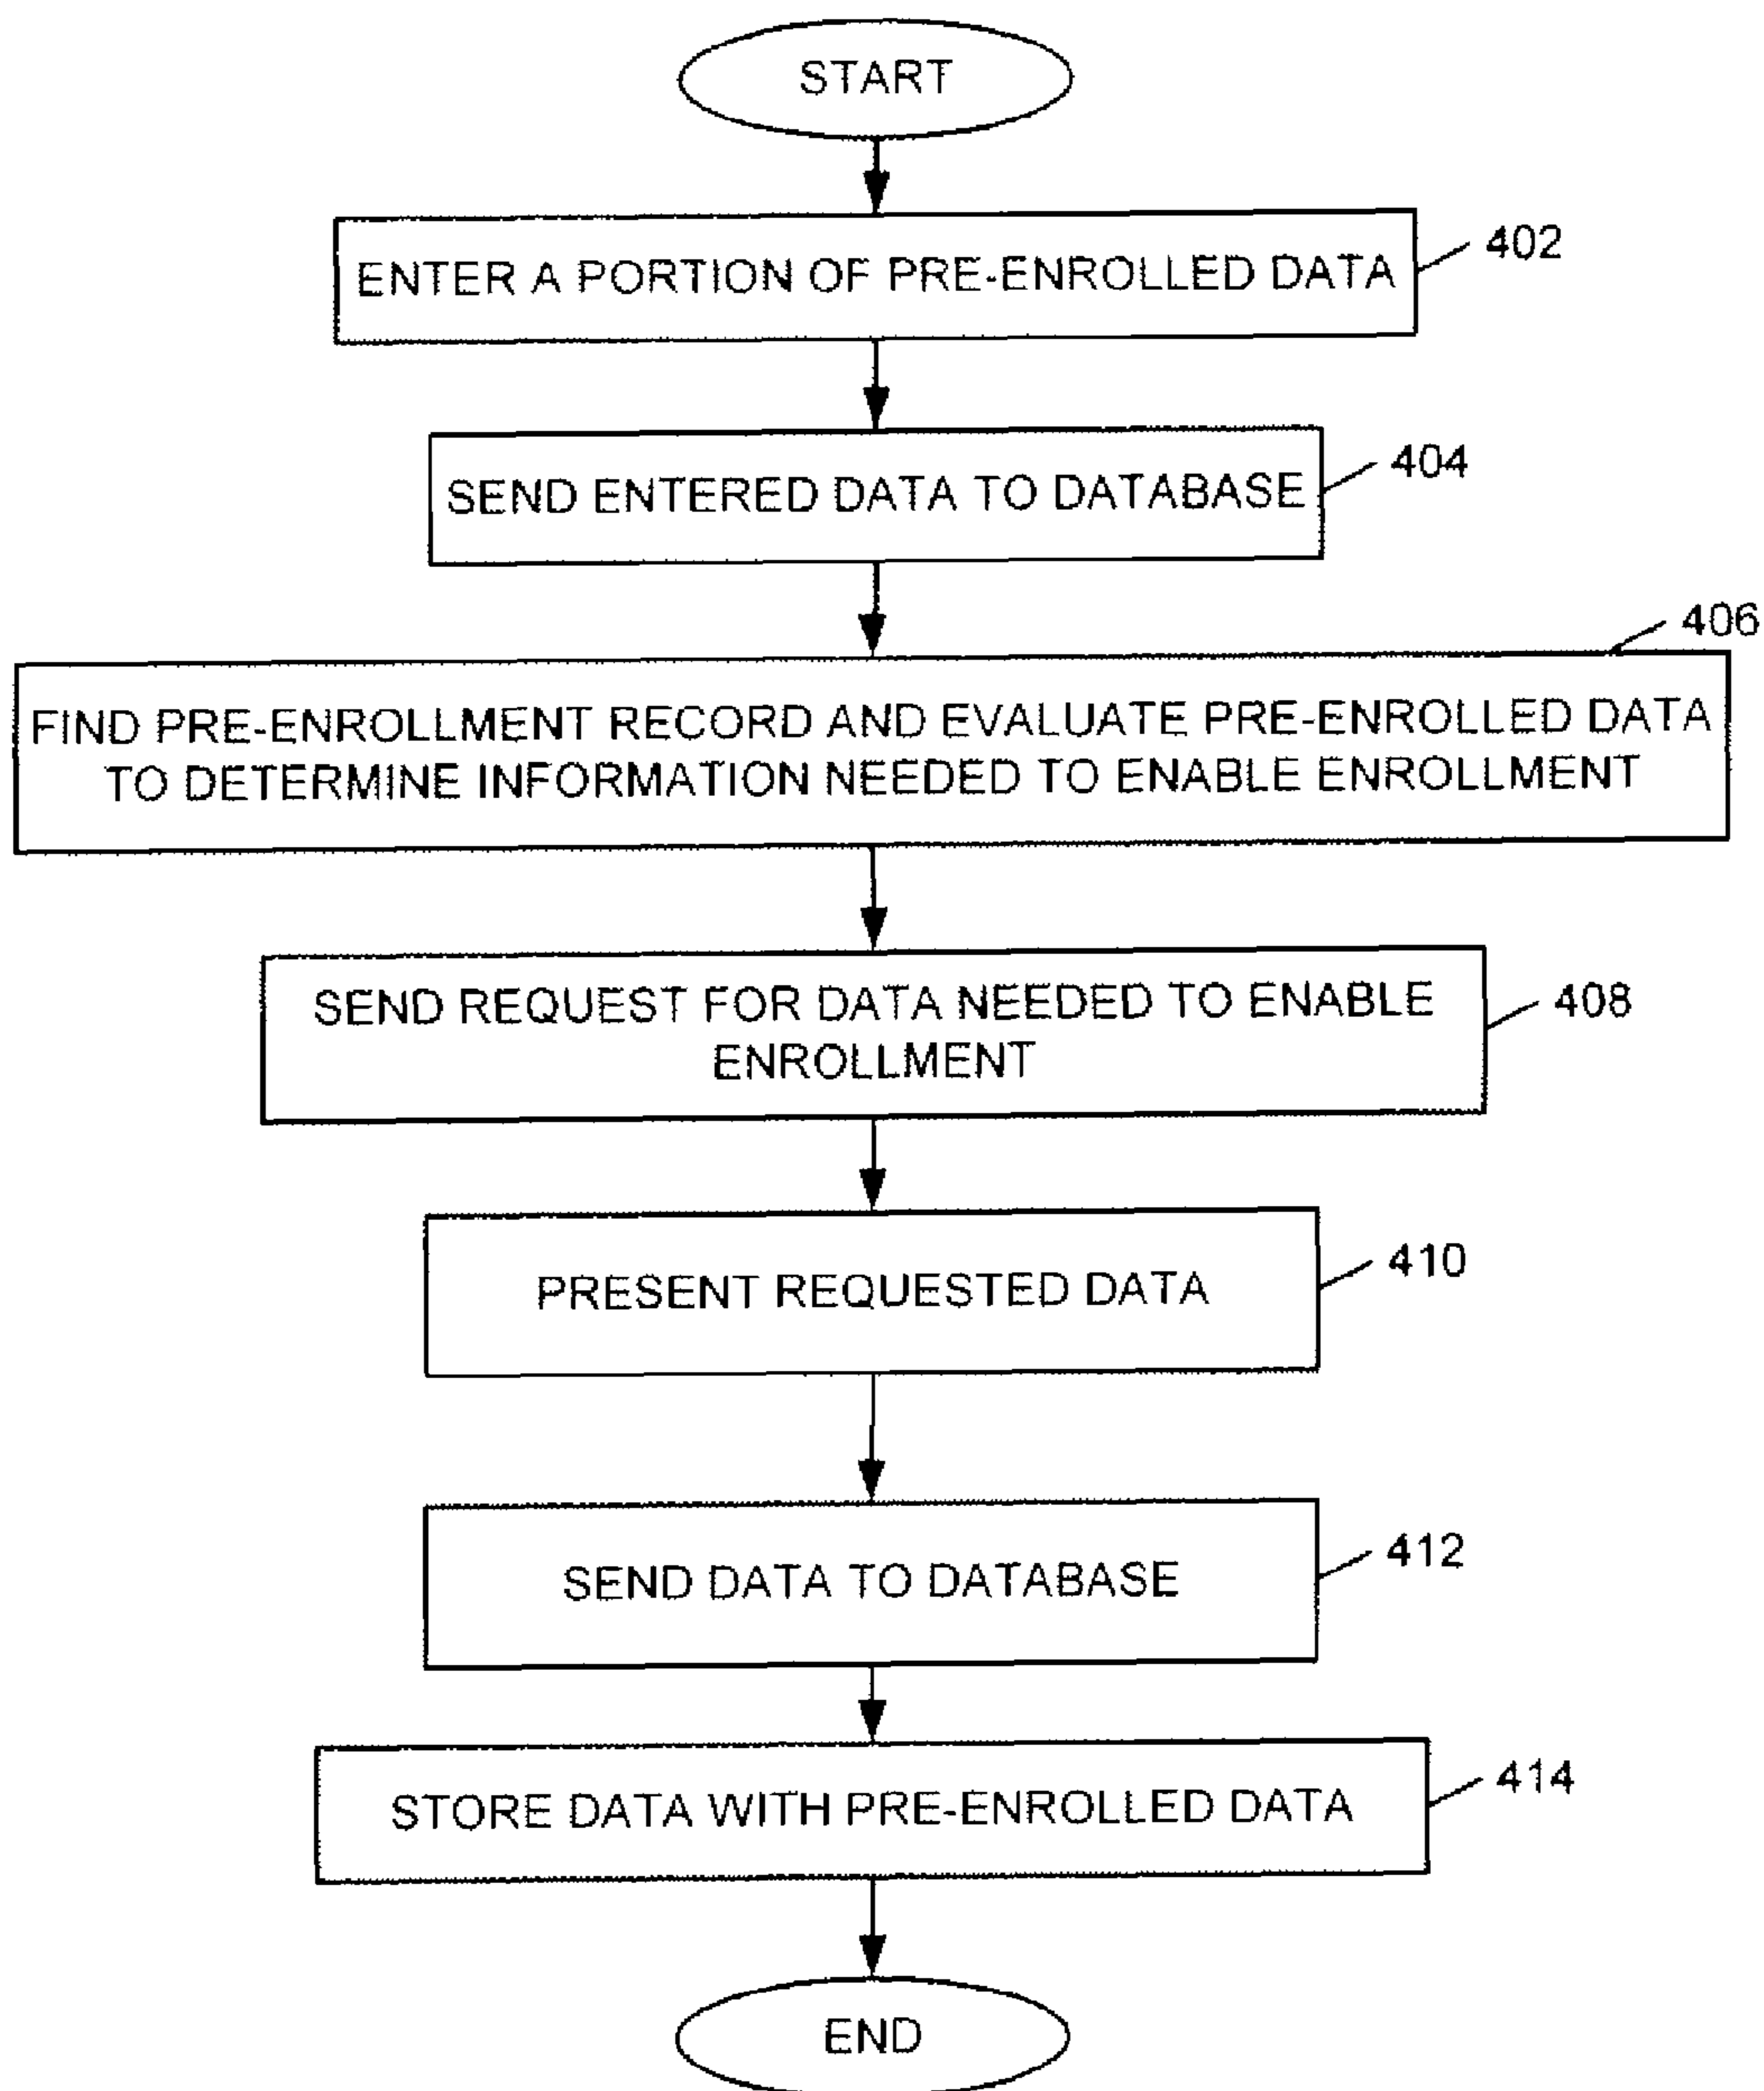 START
ENTER A PORTION OF PRE-ENROLLED DATA
402
SEND ENTERED DATA TO DATABASE
404
406
FIND PRE-ENROLLMENT RECORD AND EVALUATE PRE-ENROLLED DATA
TO DETERMINE INFORMATION NEEDED TO ENABLE ENROLLMENT
SEND REQUEST FOR DATA NEEDED TO ENABLE
ENROLLMENT
408
PRESENT REQUESTED DATA
410
SEND DATA TO DATABASE
412
STORE DATA WITH PRE-ENROLLED DATA
414
END